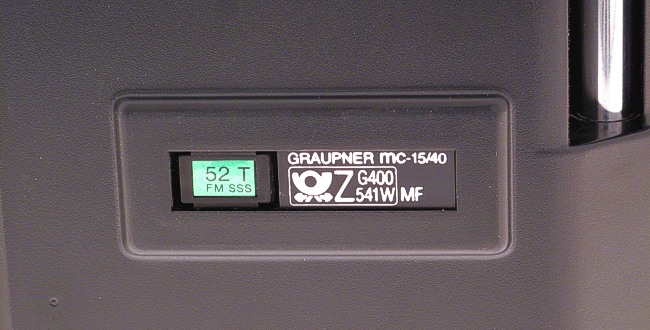 52 T
FM SSS
GRAUPNER mc-15/40
Z G400
541W MF